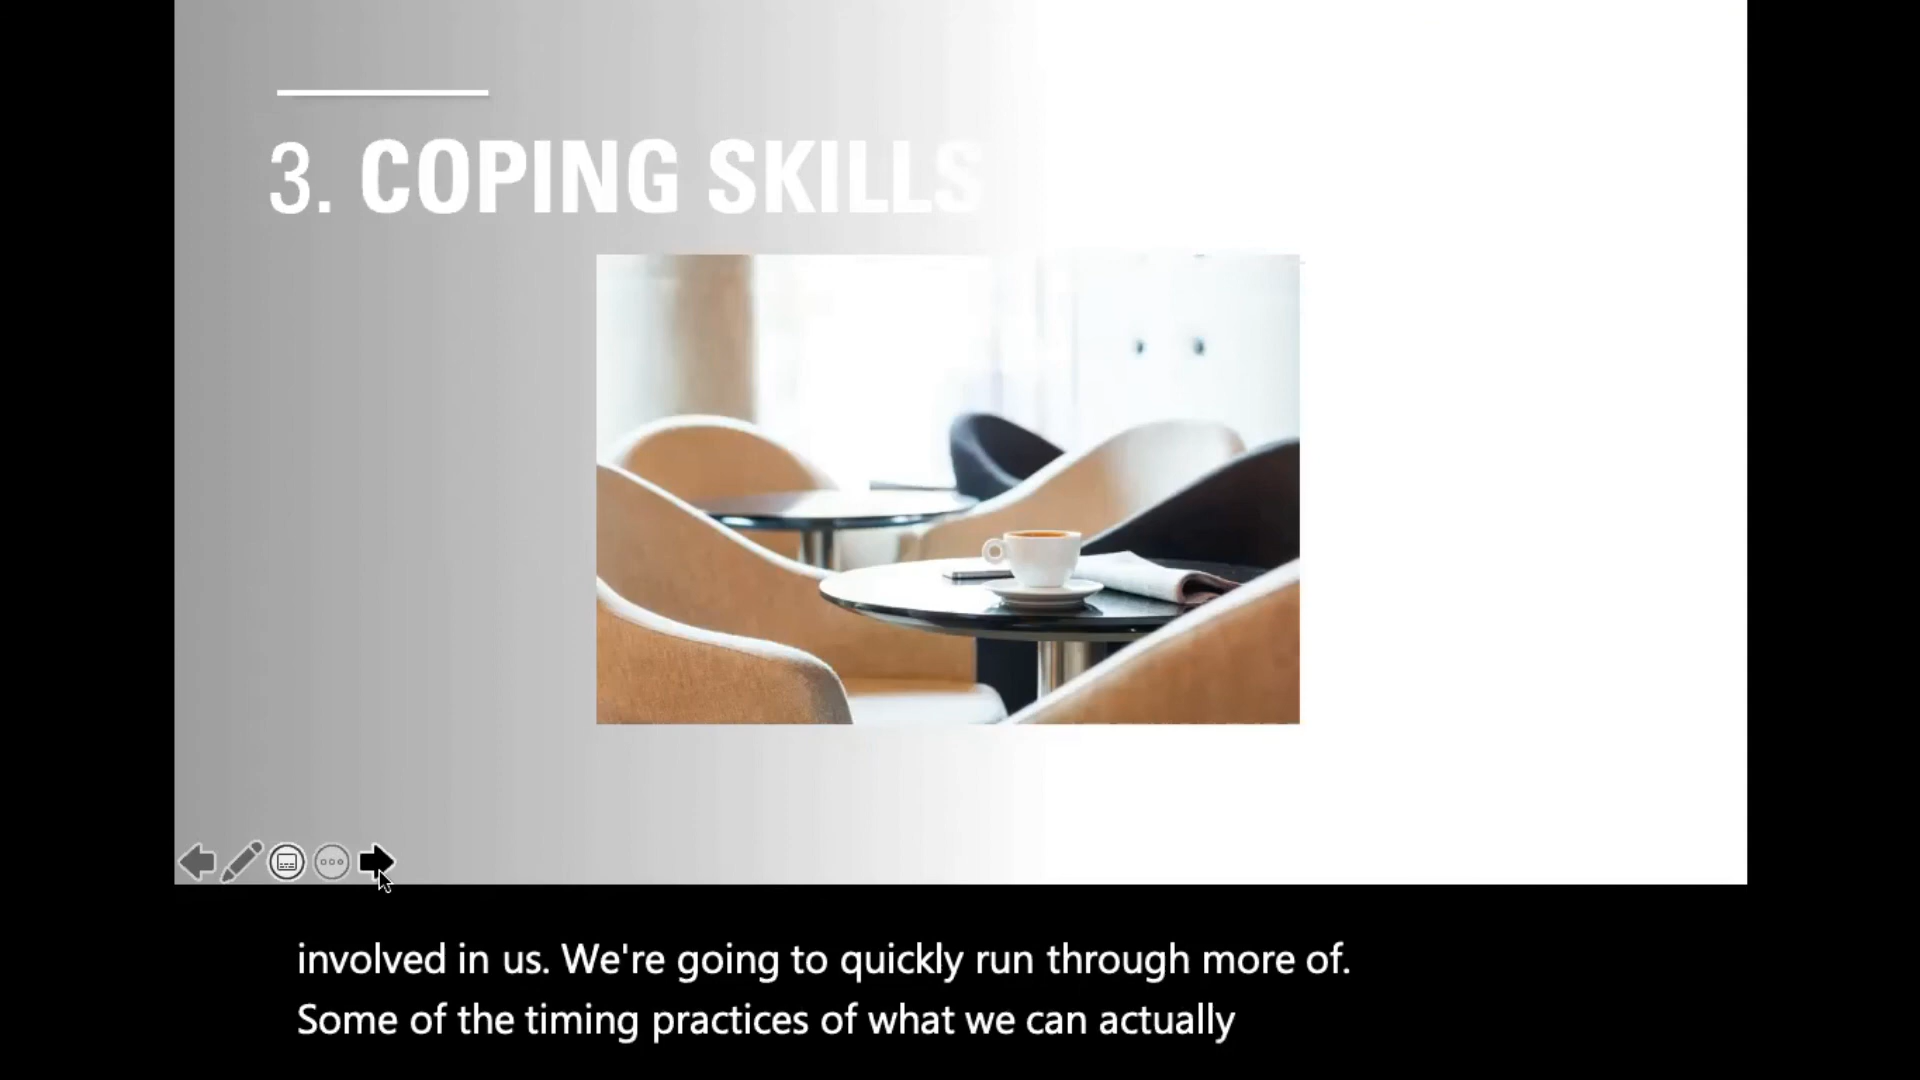 3. COPING SKILLS
involved in us. We're going to quickly run through more of.
Some of the timing practices of what we can actually